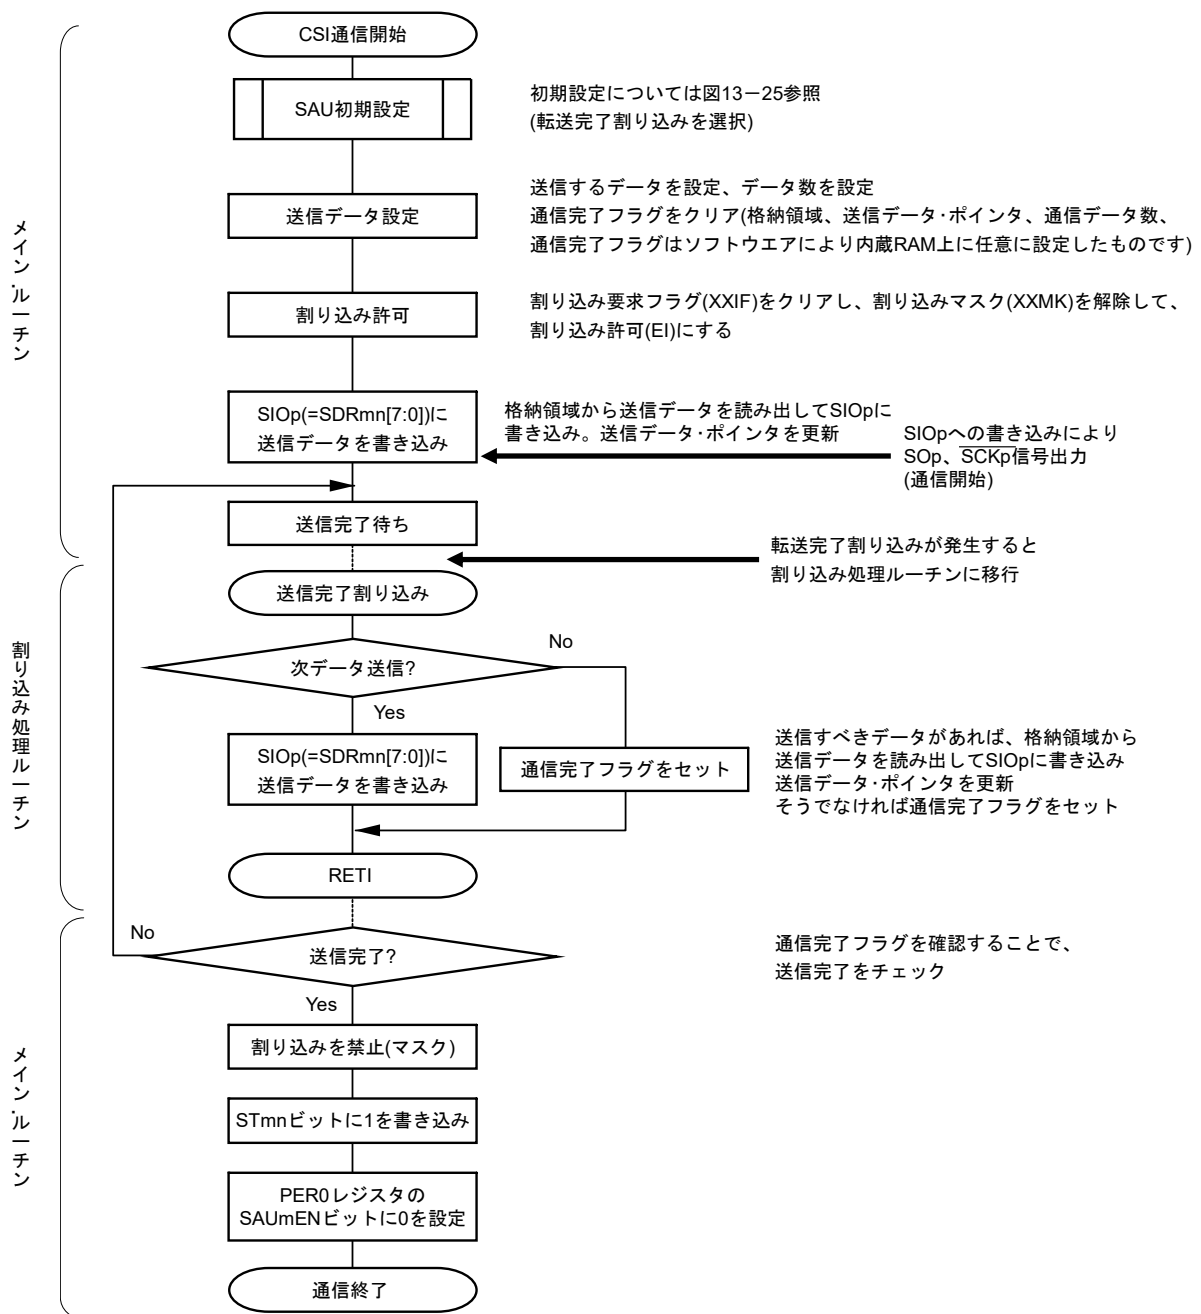 CSI通信開始
SAU初期設定
初期設定については図13-25参照
(転送完了割り込みを選択)
メイン・ルーチン
送信データ設定
送信するデータを設定、データ数を設定
通信完了フラグをクリア(格納領域、送信データ・ポインタ、通信データ数、
通信完了フラグはソフトウエアにより内蔵RAM上に任意に設定したものです)
割り込み許可
割り込み要求フラグ(XXIF)をクリアし、割り込みマスク(XXMK)を解除して、
割り込み許可(EI)にする
SIOp(=SDRmn[7:0])に
送信データを書き込み
格納領域から送信データを読み出してSIOpに
書き込み。送信データ・ポインタを更新
SIOpへの書き込みにより
SOp、SCKp信号出力
(通信開始)
送信完了待ち
転送完了割り込みが発生すると
割り込み処理ルーチンに移行
割り込み処理ルーチン
送信完了割り込み
次データ送信?
No
Yes
SIOp(=SDRmn[7:0])に
送信データを書き込み
通信完了フラグをセット
送信すべきデータがあれば、格納領域から
送信データを読み出してSIOpに書き込み
送信データ・ポインタを更新
そうでなければ通信完了フラグをセット
RETI
メイン・ルーチン
No
送信完了?
通信完了フラグを確認することで、
送信完了をチェック
Yes
割り込みを禁止(マスク)
STmnビットに1を書き込み
PER0レジスタの
SAUmENビットに0を設定
通信終了